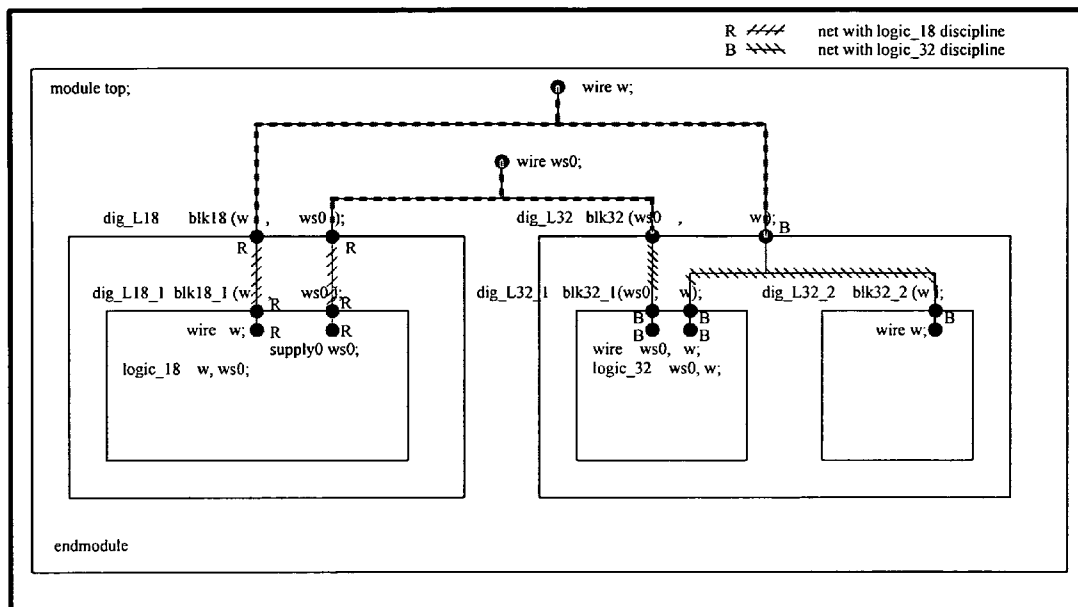 R net with logic_18 discipline
B net with logic_32 discipline
module top;
wire w;
wire ws0;
dig_L18 blk18 (w , ws0 ); dig_L32 blk32 (ws0 , w);
R R B
dig_L18_1 blk18_1 (w , ws0 ); dig_L32_1 blk32_1(ws0 , w); dig_L32_2 blk32_2 (w );
R R B B B
wire w; R R B B wire w;
supply0 ws0; wire ws0, w;
logic_18 w, ws0; logic_32 ws0, w;
endmodule